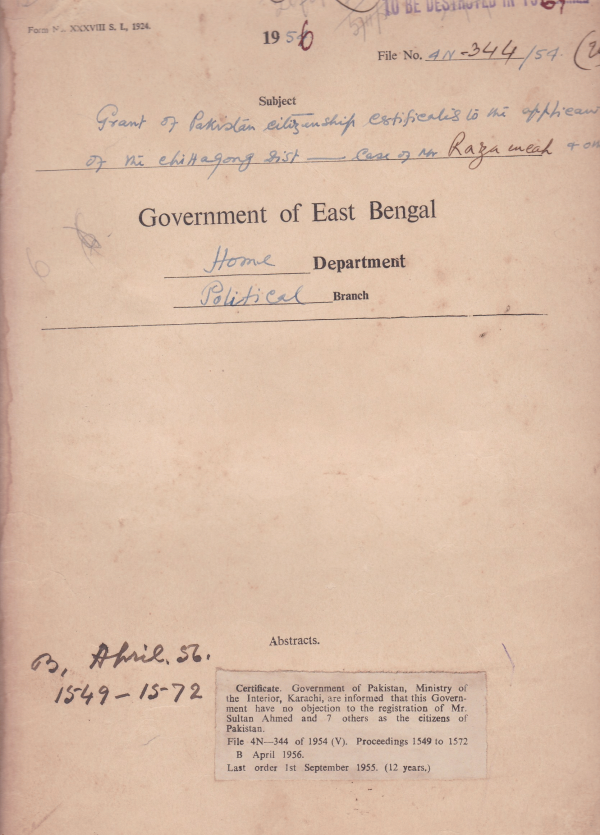 TO BE DESTROYED IN
Form No. XXXVIII S. I., 1924.
1956
File No. 4N-344/54
Subject
Grant of Pakistan citizenship certificates to the applican
of the chittagong Dist — Case of Mr Raza meah + o
Government of East Bengal
Home Department
Political Branch
Abstracts.
B, April. 56.
1549-1572
Certificate. Government of Pakistan, Ministry of
the Interior, Karachi, are informed that this Govern-
ment have no objection to the registration of Mr.
Sultan Ahmed and 7 others as the citizens of
Pakistan.
File 4N—344 of 1954 (V). Proceedings 1549 to 1572
B April 1956.
Last order 1st September 1955. (12 years.)